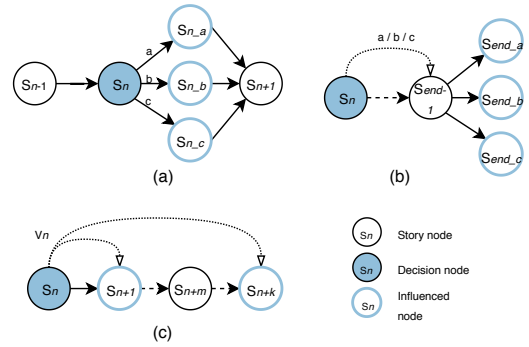 Sn-1
Sn
a
b
c
Sn_a
Sn_b
Sn_c
Sn+1
(a)
a / b / c
Sn
Send-
1
Send_a
Send_b
Send_c
(b)
Vn
Sn
Sn+1
Sn+m
Sn+k
(c)
Sn
Story node
Sn
Decision node
Sn
Influenced
node